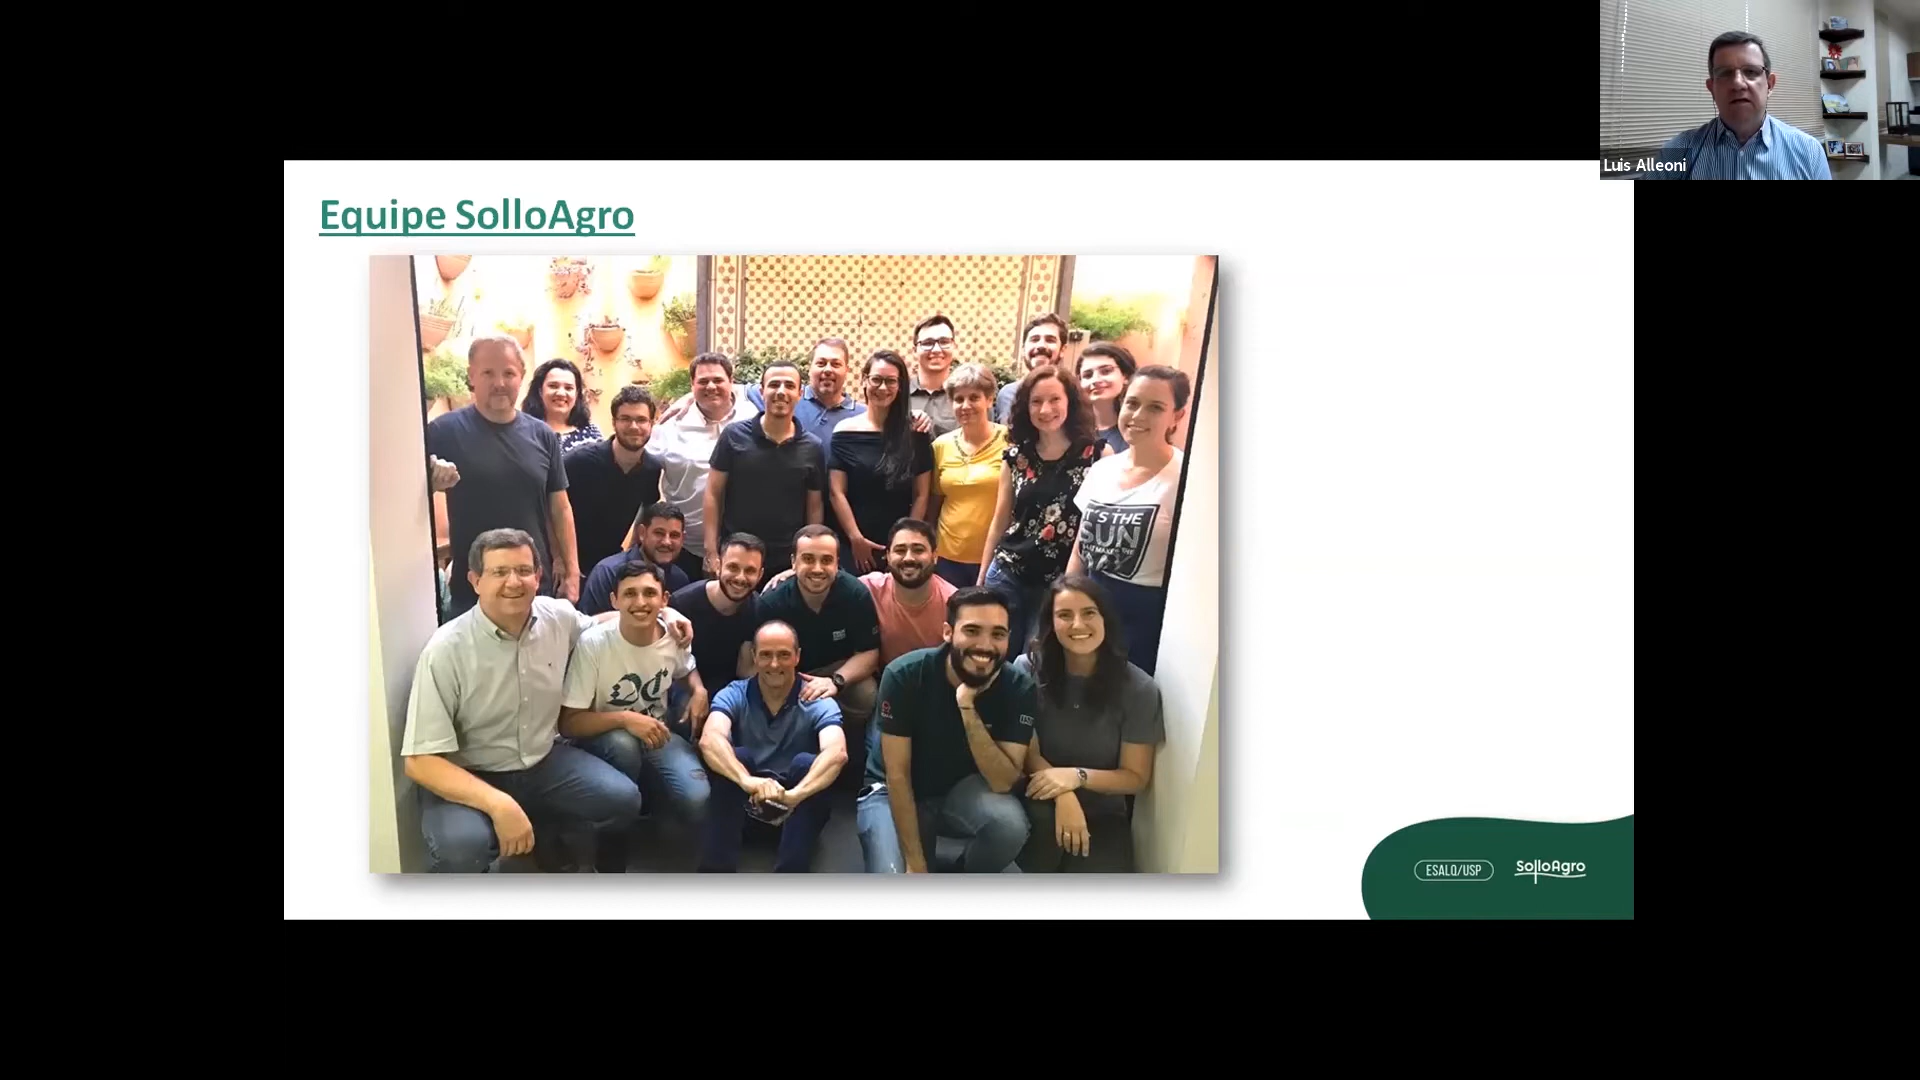 Luis Alleoni
Equipe SolloAgro
IT'S THE
SUN
ESALQ/USP
SolloAgro